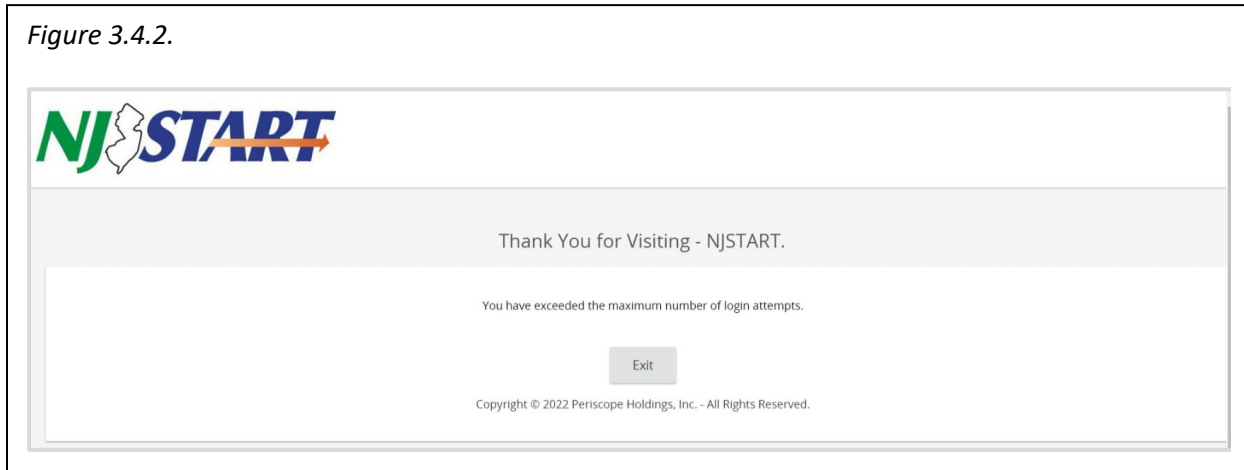 Figure 3.4.2.
NJSTART
Thank You for Visiting - NJSTART.
You have exceeded the maximum number of login attempts.
Exit
Copyright © 2022 Periscope Holdings, Inc. - All Rights Reserved.